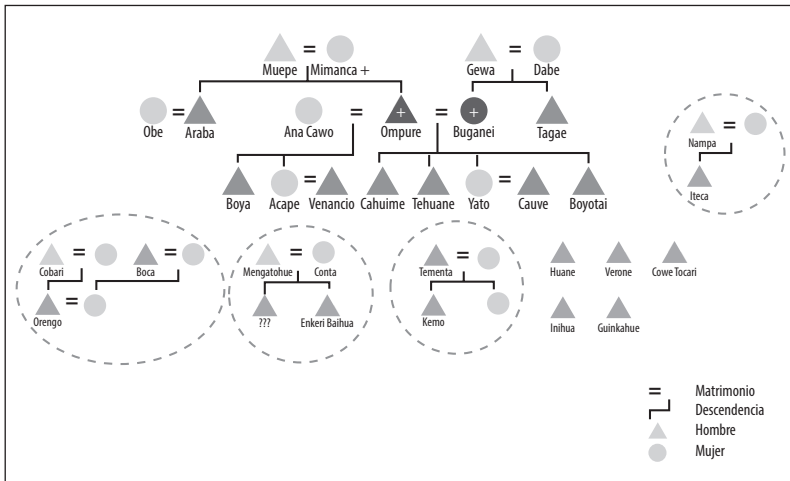 Muepe = Mimanca +
Gewa = Dabe
Obe = Araba
Ana Cawo = + Ompure = + Buganei
Tagae
Nampa =
Iteca
Boya
Acape = Venancio
Cahuime
Tehuane
Yato = Cauve
Boyotai
Cobari =
Boca =
Orengo =
Mengatohue = Conta
???
Enkeri Baihua
Tementa =
Kemo
Huane
Verone
Cowe Tocari
Inihua
Guinkahue
= Matrimonio
Descendencia
Hombre
Mujer